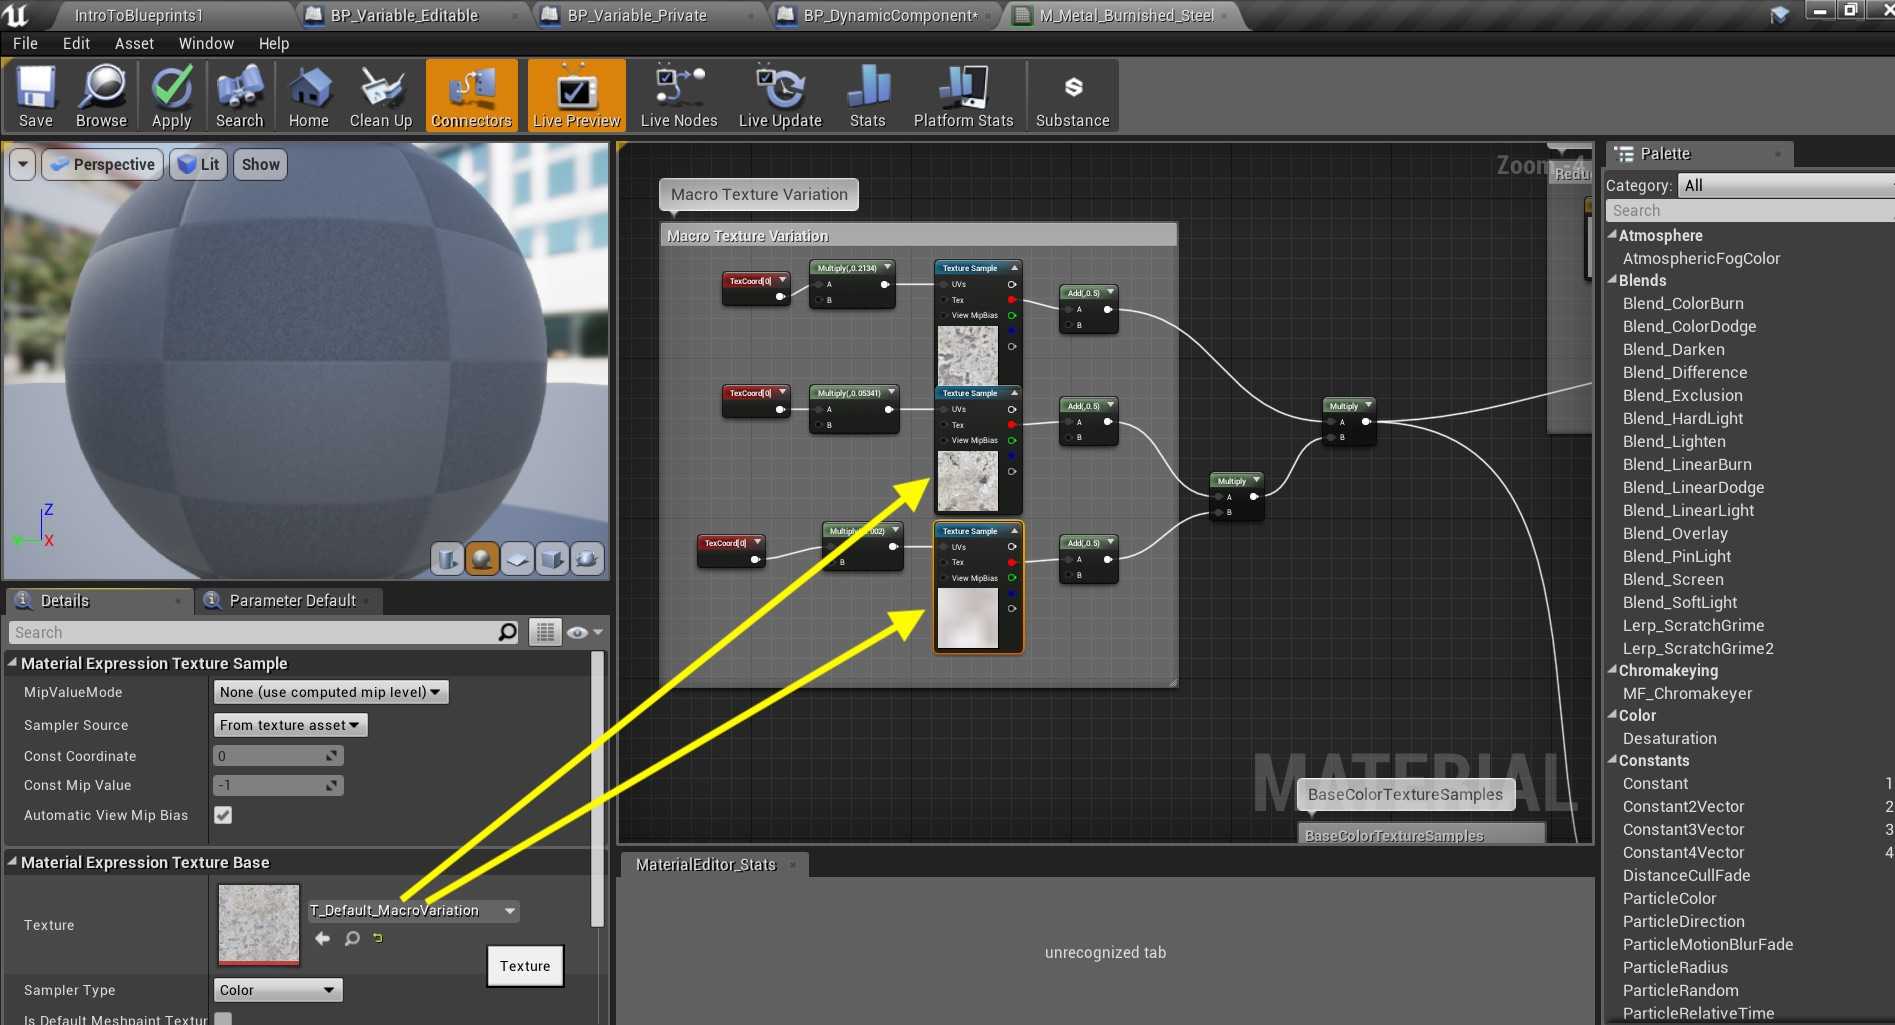 IntroToBlueprints1
BP_Variable_Editable
BP_Variable_Private
BP_DynamicComponent*
M_Metal_Burnished_Steel
File Edit Asset Window Help
Save
Browse
Apply
Search
Home
Clean Up
Connectors
Live Preview
Live Nodes
Live Update
Stats
Platform Stats
Substance
Perspective
Lit
Show
Z
Y
X
Zoom -4
Macro Texture Variation
Macro Texture Variation
TexCoord[0]
Multiply(,0.2134)
A
B
Texture Sample
UVs
Tex
View MipBias
Add(,0.5)
A
B
TexCoord[0]
Multiply(,0.05341)
A
B
Texture Sample
UVs
Tex
View MipBias
Add(,0.5)
A
B
TexCoord[0]
B
Texture Sample
UVs
Tex
View MipBias
Add(,0.5)
A
B
Multiply
A
B
Multiply
A
B
MATERIAL
BaseColorTextureSamples
BaseColorTextureSamples
MaterialEditor_Stats
unrecognized tab
Details
Parameter Default
Search
Material Expression Texture Sample
MipValueMode
None (use computed mip level)
Sampler Source
From texture asset
Const Coordinate
0
Const Mip Value
-1
Automatic View Mip Bias
Material Expression Texture Base
Texture
T_Default_MacroVariation
Texture
Sampler Type
Color
Is Default Meshpaint Textur
Palette
Category: All
Search
Atmosphere
AtmosphericFogColor
Blends
Blend_ColorBurn
Blend_ColorDodge
Blend_Darken
Blend_Difference
Blend_Exclusion
Blend_HardLight
Blend_Lighten
Blend_LinearBurn
Blend_LinearDodge
Blend_LinearLight
Blend_Overlay
Blend_PinLight
Blend_Screen
Blend_SoftLight
Lerp_ScratchGrime
Lerp_ScratchGrime2
Chromakeying
MF_Chromakeyer
Color
Desaturation
Constants
Constant 1
Constant2Vector 2
Constant3Vector 3
Constant4Vector 4
DistanceCullFade
ParticleColor
ParticleDirection
ParticleMotionBlurFade
ParticleRadius
ParticleRandom
ParticleRelativeTime